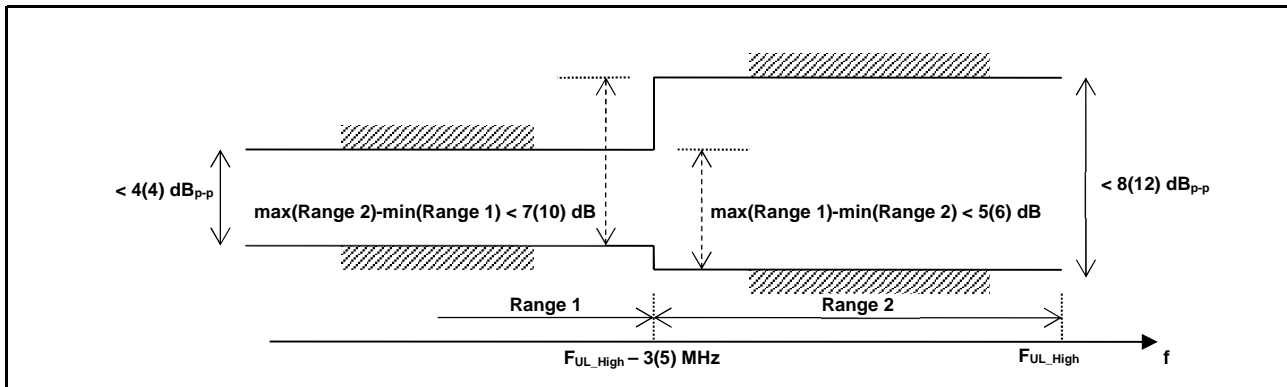 < 4(4) dBp-p
max(Range 2)-min(Range 1) < 7(10) dB
max(Range 1)-min(Range 2) < 5(6) dB
< 8(12) dBp-p
Range 1
Range 2
FUL_High – 3(5) MHz
FUL_High
f